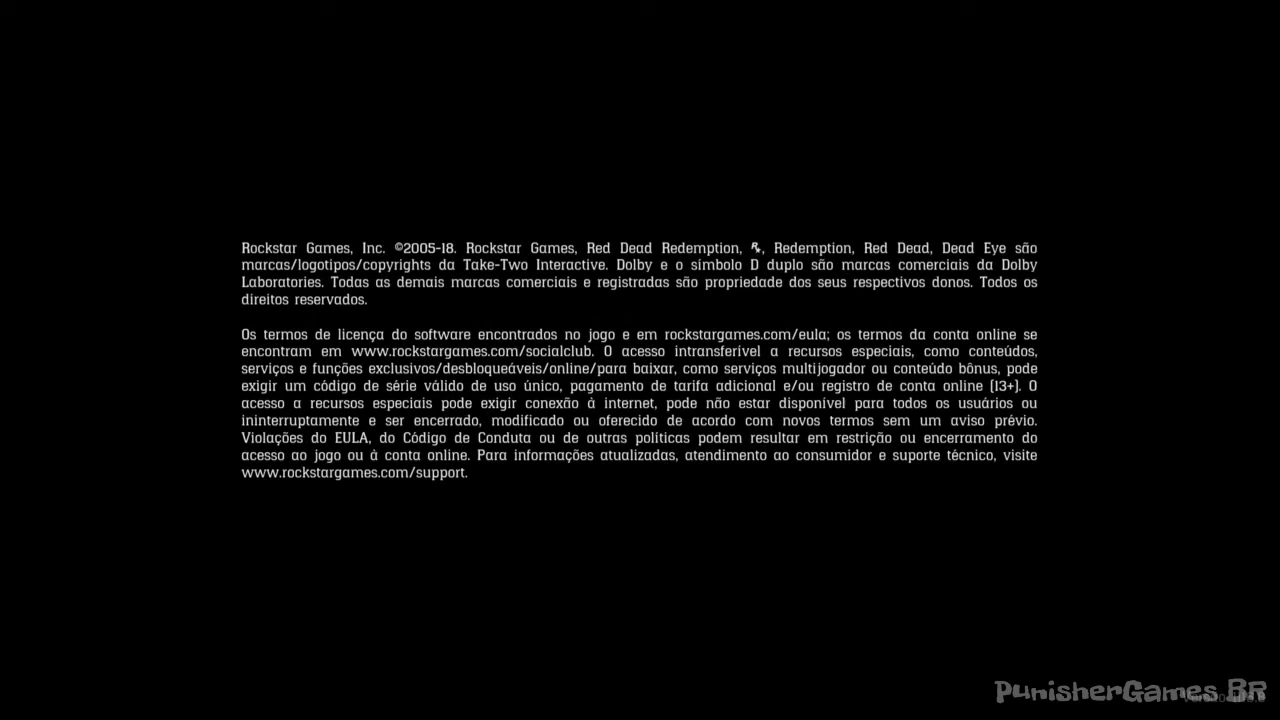 Rockstar Games, Inc. ©2005-18. Rockstar Games, Red Dead Redemption, R*, Redemption, Red Dead, Dead Eye são
marcas/logotipos/copyrights da Take-Two Interactive. Dolby e o símbolo D duplo são marcas comerciais da Dolby
Laboratories. Todas as demais marcas comerciais e registradas são propriedade dos seus respectivos donos. Todos os
direitos reservados.
Os termos de licença do software encontrados no jogo e em rockstargames.com/eula; os termos da conta online se
encontram em www.rockstargames.com/socialclub. O acesso intransferível a recursos especiais, como conteúdos,
serviços e funções exclusivos/desbloqueáveis/online/para baixar, como serviços multijogador ou conteúdo bônus, pode
exigir um código de série válido de uso único, pagamento de tarifa adicional e/ou registro de conta online (13+). O
acesso a recursos especiais pode exigir conexão à internet, pode não estar disponível para todos os usuários ou
ininterruptamente e ser encerrado, modificado ou oferecido de acordo com novos termos sem um aviso prévio.
Violações do EULA, do Código de Conduta ou de outras políticas podem resultar em restrição ou encerramento do
acesso ao jogo ou à conta online. Para informações atualizadas, atendimento ao consumidor e suporte técnico, visite
www.rockstargames.com/support.
PunisherGames BR